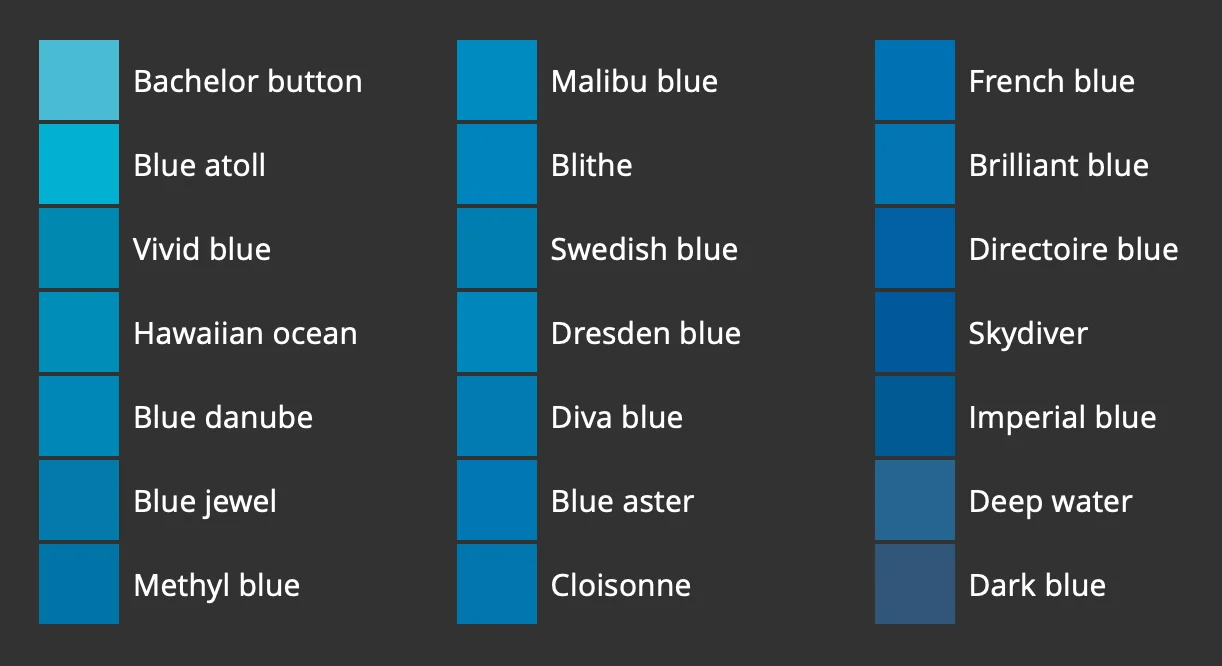 Bachelor button
Blue atoll
Vivid blue
Hawaiian ocean
Blue danube
Blue jewel
Methyl blue
Malibu blue
Blithe
Swedish blue
Dresden blue
Diva blue
Blue aster
Cloisonne
French blue
Brilliant blue
Directoire blue
Skydiver
Imperial blue
Deep water
Dark blue